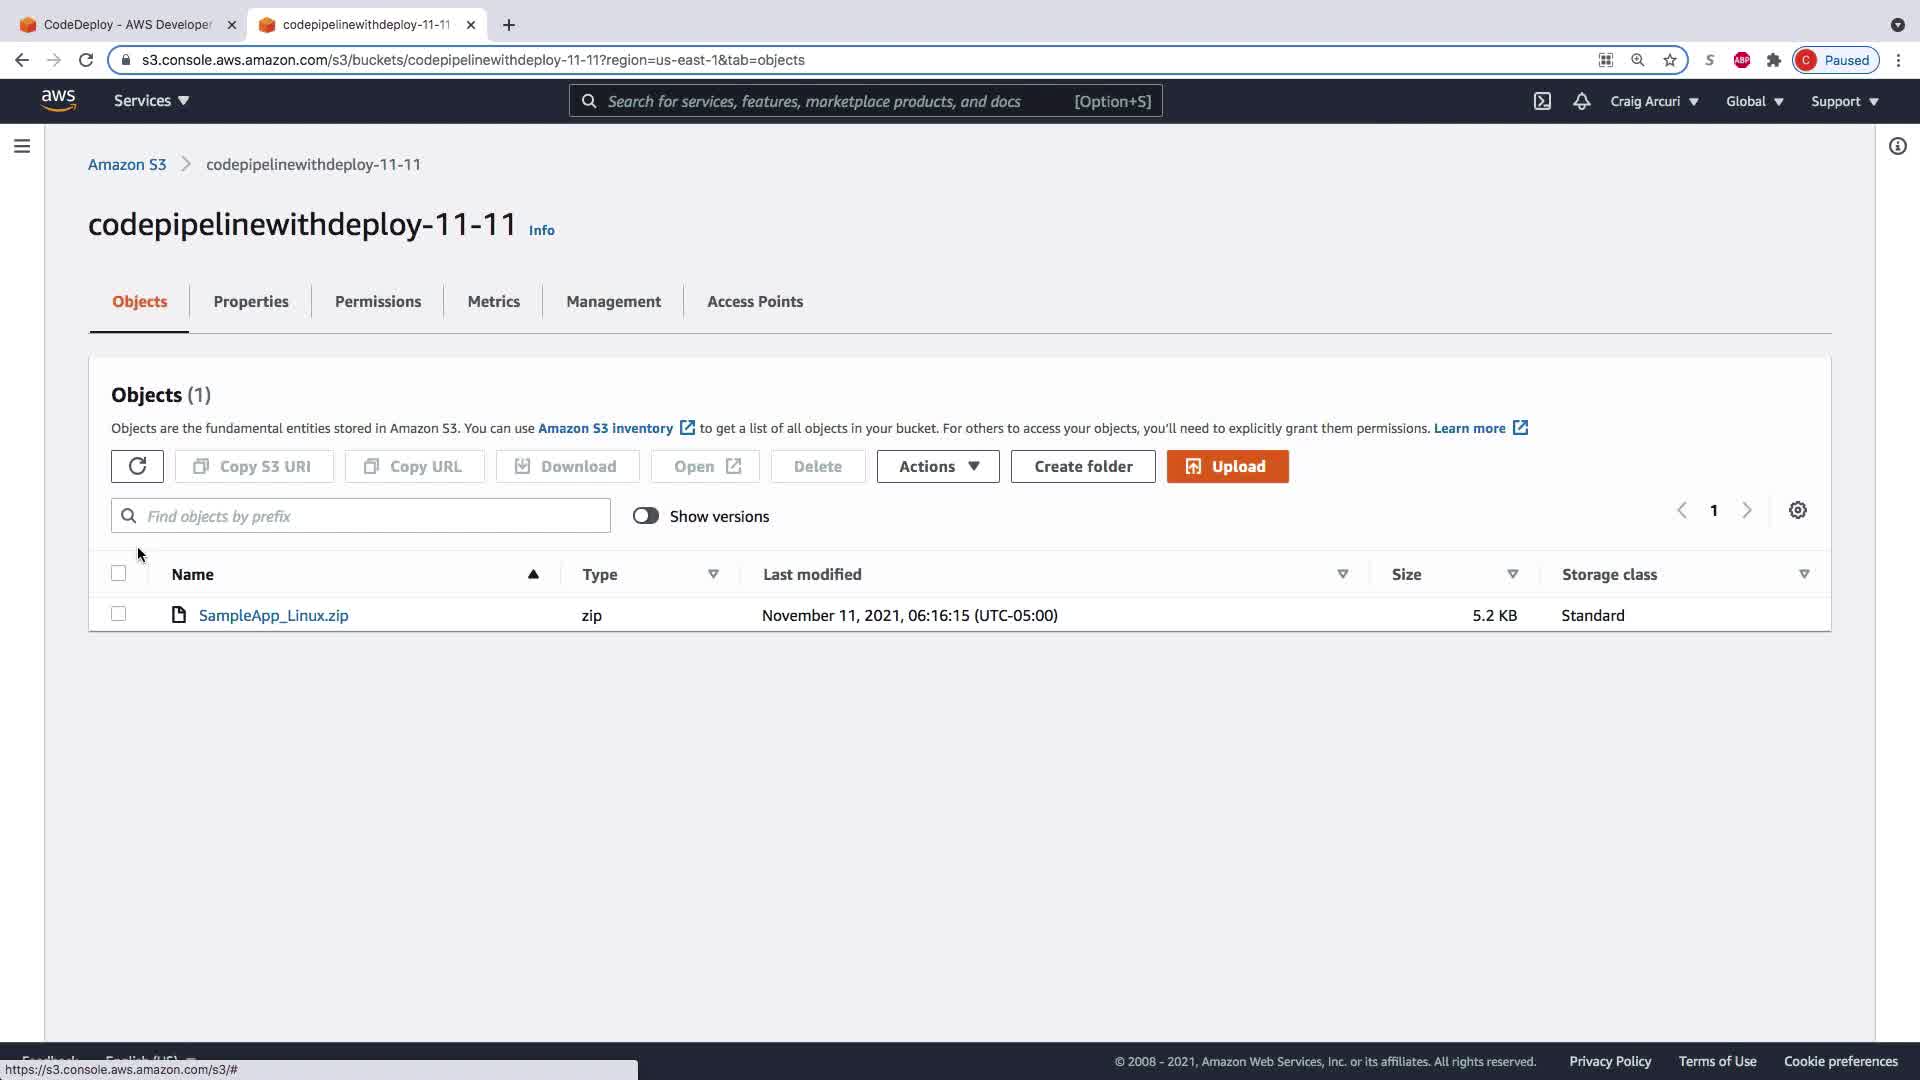 CodeDeploy - AWS Developer
codepipelinewithdeploy-11-11
s3.console.aws.amazon.com/s3/buckets/codepipelinewithdeploy-11-11?region=us-east-1&tab=objects
S
ABP
C Paused
aws
Services
Search for services, features, marketplace products, and docs [Option+S]
Craig Arcuri
Global
Support
Amazon S3 codepipelinewithdeploy-11-11
codepipelinewithdeploy-11-11 Info
Objects Properties Permissions Metrics Management Access Points
Objects (1)
Objects are the fundamental entities stored in Amazon S3. You can use Amazon S3 inventory to get a list of all objects in your bucket. For others to access your objects, you'll need to explicitly grant them permissions. Learn more
Copy S3 URI Copy URL Download Open Delete Actions Create folder Upload
Find objects by prefix Show versions 1
Name Type Last modified Size Storage class
SampleApp_Linux.zip zip November 11, 2021, 06:16:15 (UTC-05:00) 5.2 KB Standard
Feedback English (US)
© 2008 - 2021, Amazon Web Services, Inc. or its affiliates. All rights reserved. Privacy Policy Terms of Use Cookie preferences
https://s3.console.aws.amazon.com/s3/#